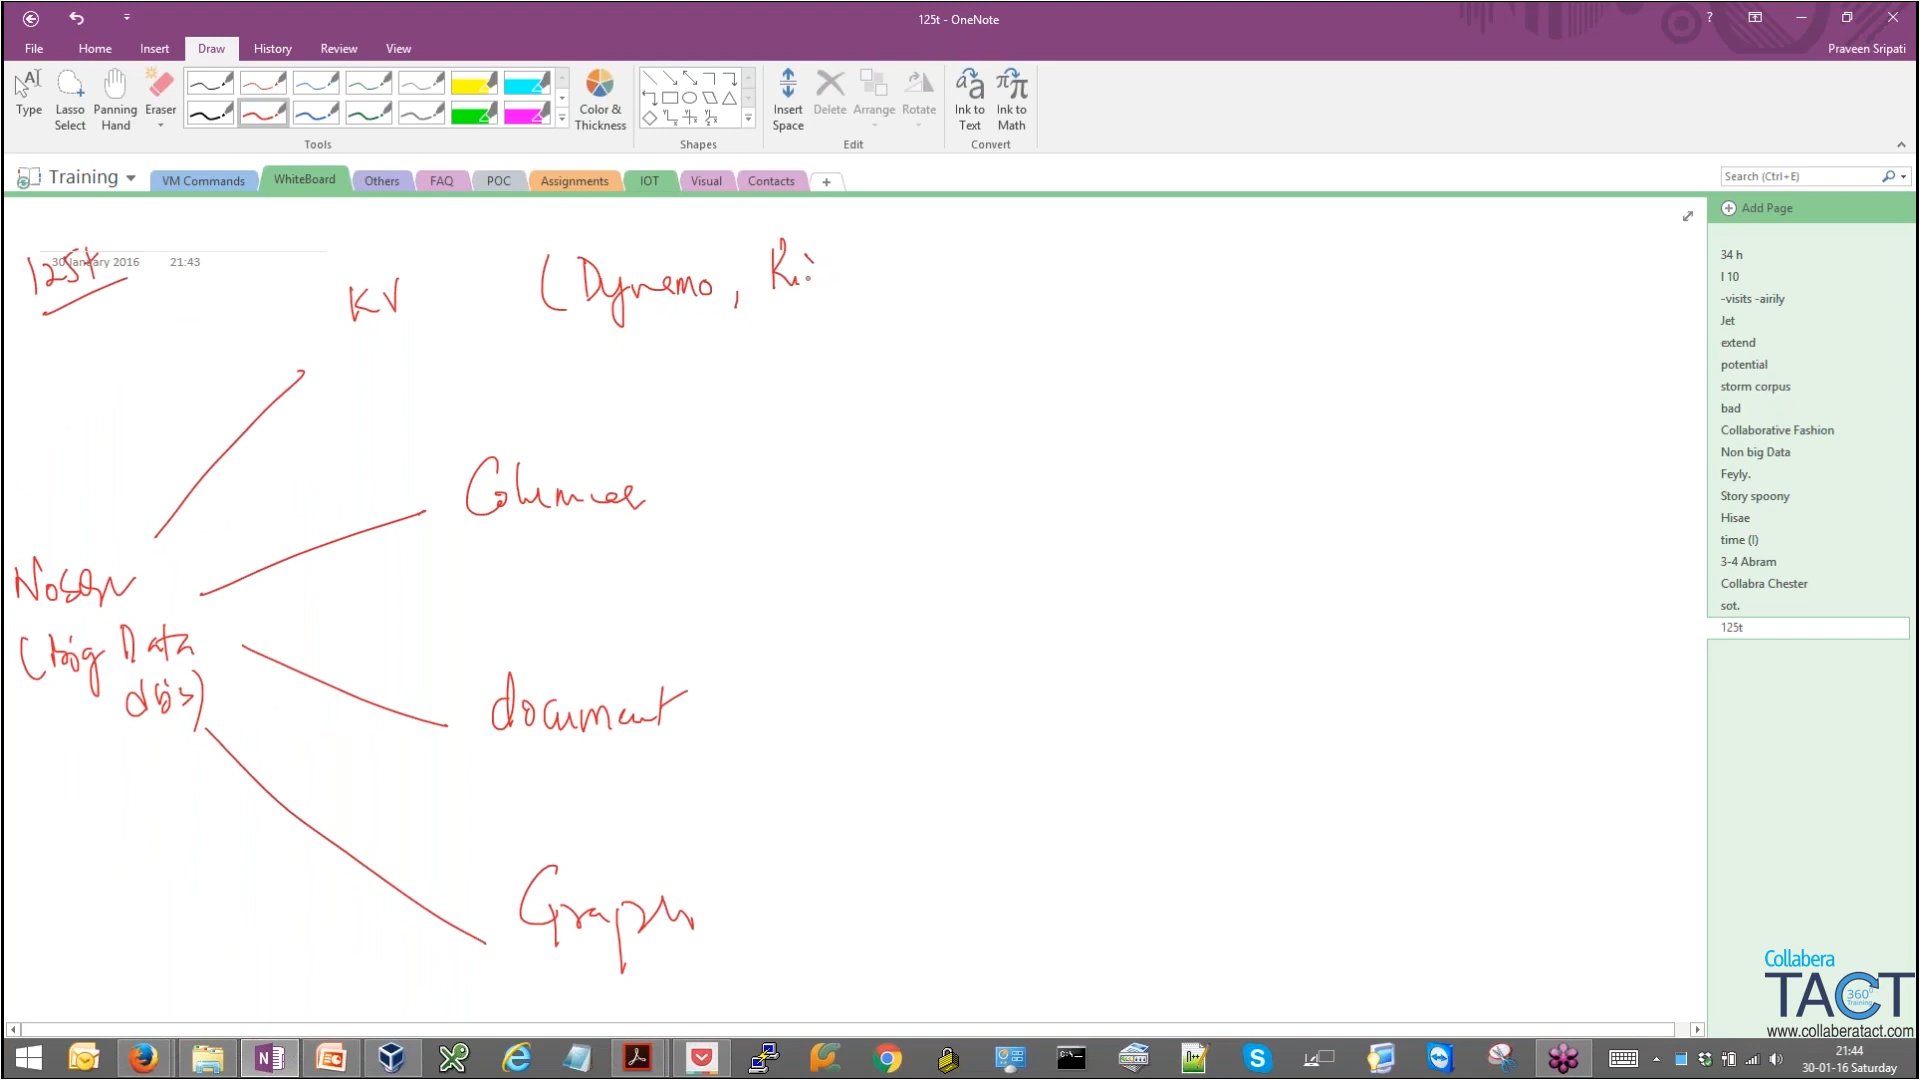 125t - OneNote
?
File Home Insert Draw History Review View
Praveen Sripati
Type
Lasso Select
Panning Hand
Eraser
Color & Thickness
Insert Space
Delete
Arrange
Rotate
Ink to Text
Ink to Math
Tools
Shapes
Edit
Convert
Training
VM Commands
WhiteBoard
Others
FAQ
POC
Assignments
IOT
Visual
Contacts
Search (Ctrl+E)
Add Page
30 January 2016 21:43
125t
KV (Dynamo,
Columnar
NoSQL
(Big Data
dbs)
document
Graph
34 h
I 10
-visits -airily
Jet
extend
potential
storm corpus
bad
Collaborative Fashion
Non big Data
Feyly.
Story spoony
Hisae
time (I)
3-4 Abram
Collabra Chester
sot.
125t
Collabera
TACT
360°
Training
www.collaberatact.com
21:44
30-01-16 Saturday